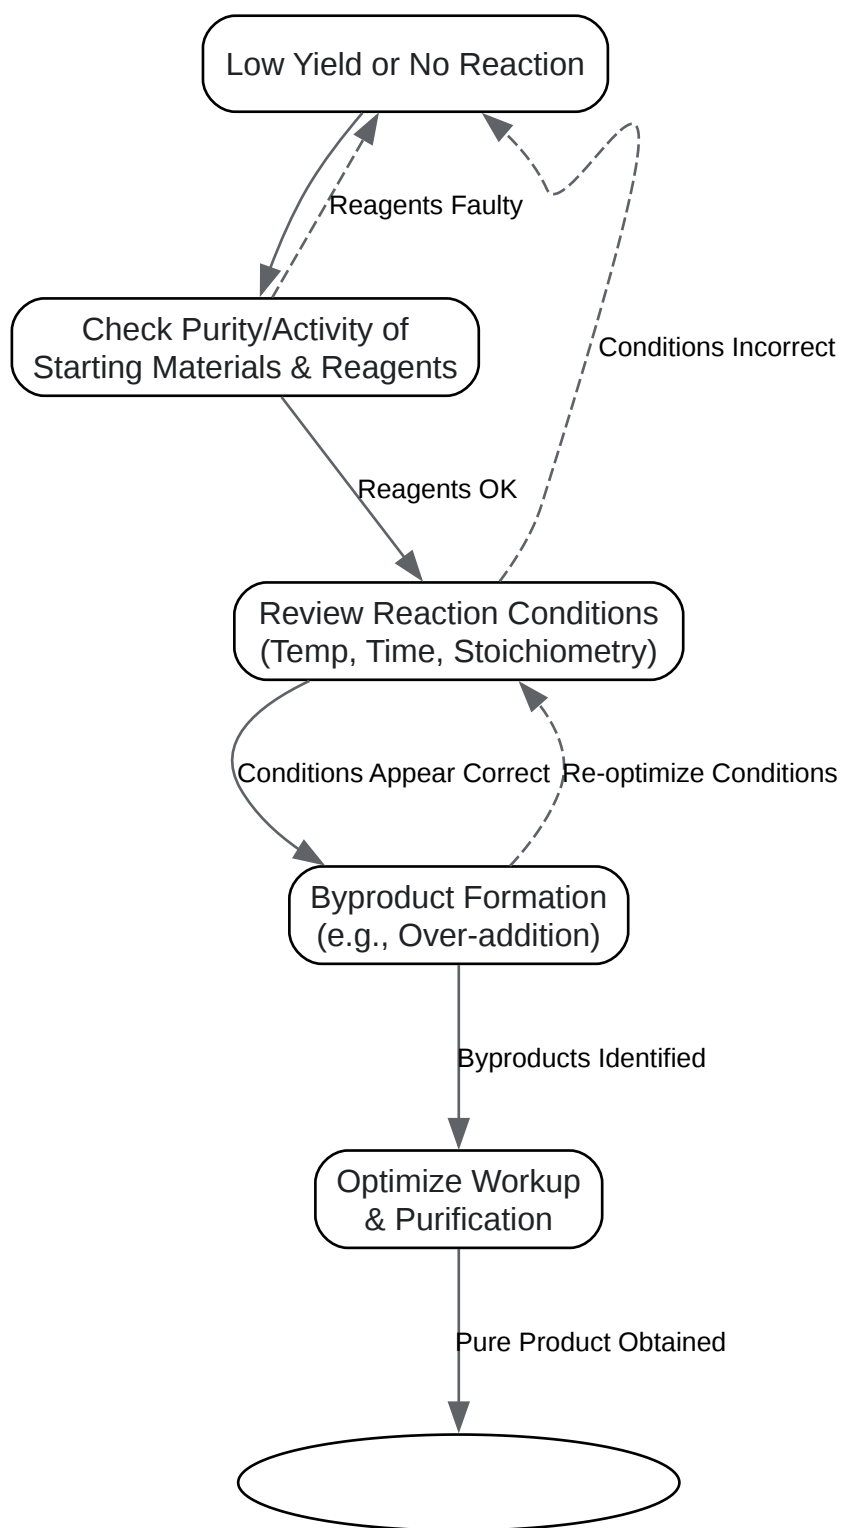 Low Yield or No Reaction
Reagents Faulty
Check Purity/Activity of
Starting Materials & Reagents
Conditions Incorrect
Reagents OK
Review Reaction Conditions
(Temp, Time, Stoichiometry)
Conditions Appear Correct
Re-optimize Conditions
Byproduct Formation
(e.g., Over-addition)
Byproducts Identified
Optimize Workup
& Purification
Pure Product Obtained